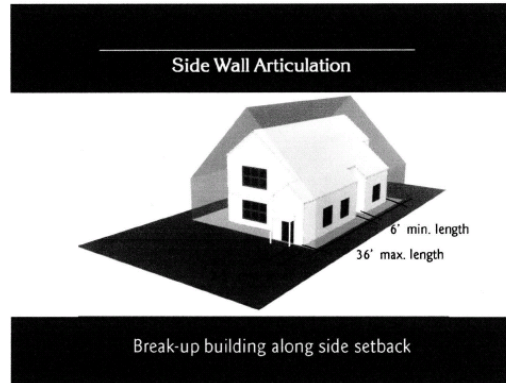 Side Wall Articulation
6' min. length
36' max. length
Break-up building along side setback